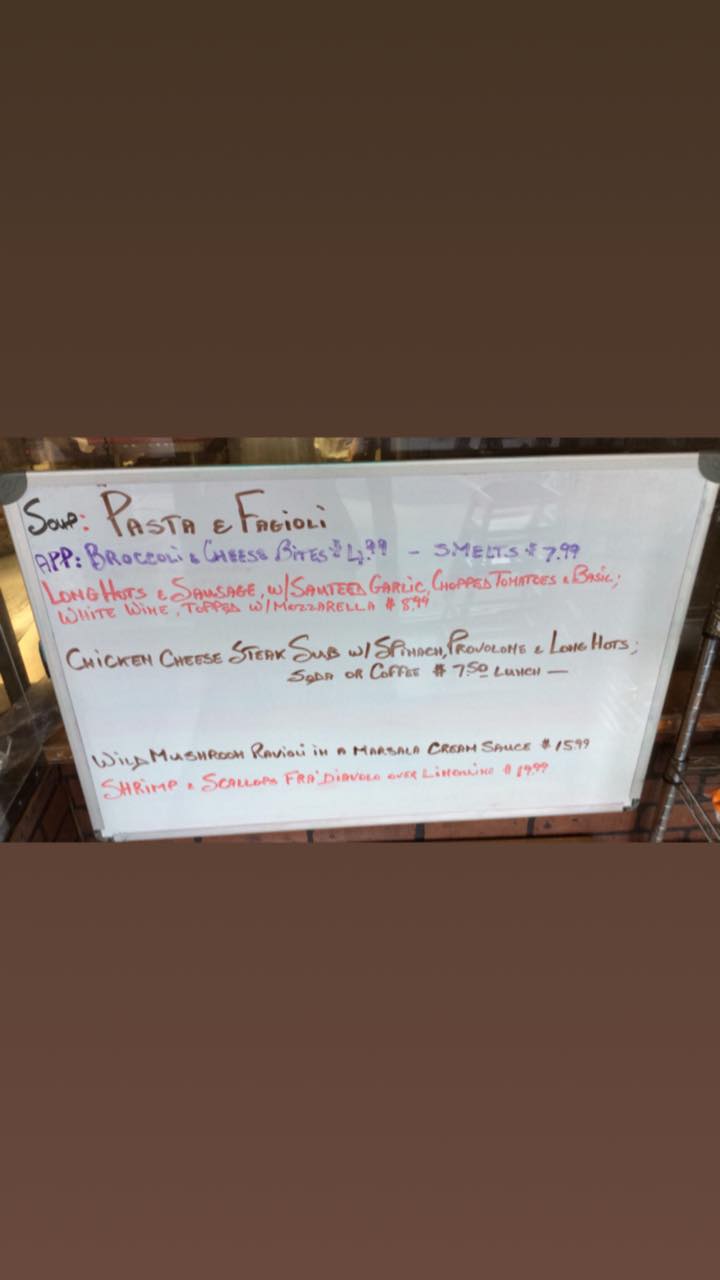 Soup: Pasta & Fagioli
App: Broccoli & Cheese Bites $4.99 - Smelts $7.99
Long Hots & Sausage, w/Sauteed Garlic, Chopped Tomatoes & Basil;
White Wine, Topped w/Mozzarella $8.99
Chicken Cheese Steak Sub w/Spinach, Provolone & Long Hots;
Soda or Coffee $7.50 Lunch —
Wild Mushroom Ravioli in a Marsala Cream Sauce $15.99
Shrimp & Scallops Fra'Diavolo over Linguine $19.99